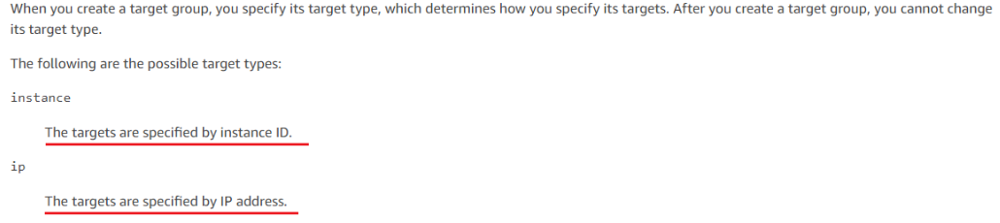 When you create a target group, you specify its target type, which determines how you specify its targets. After you create a target group, you cannot change
its target type.
The following are the possible target types:
instance
The targets are specified by instance ID.
ip
The targets are specified by IP address.